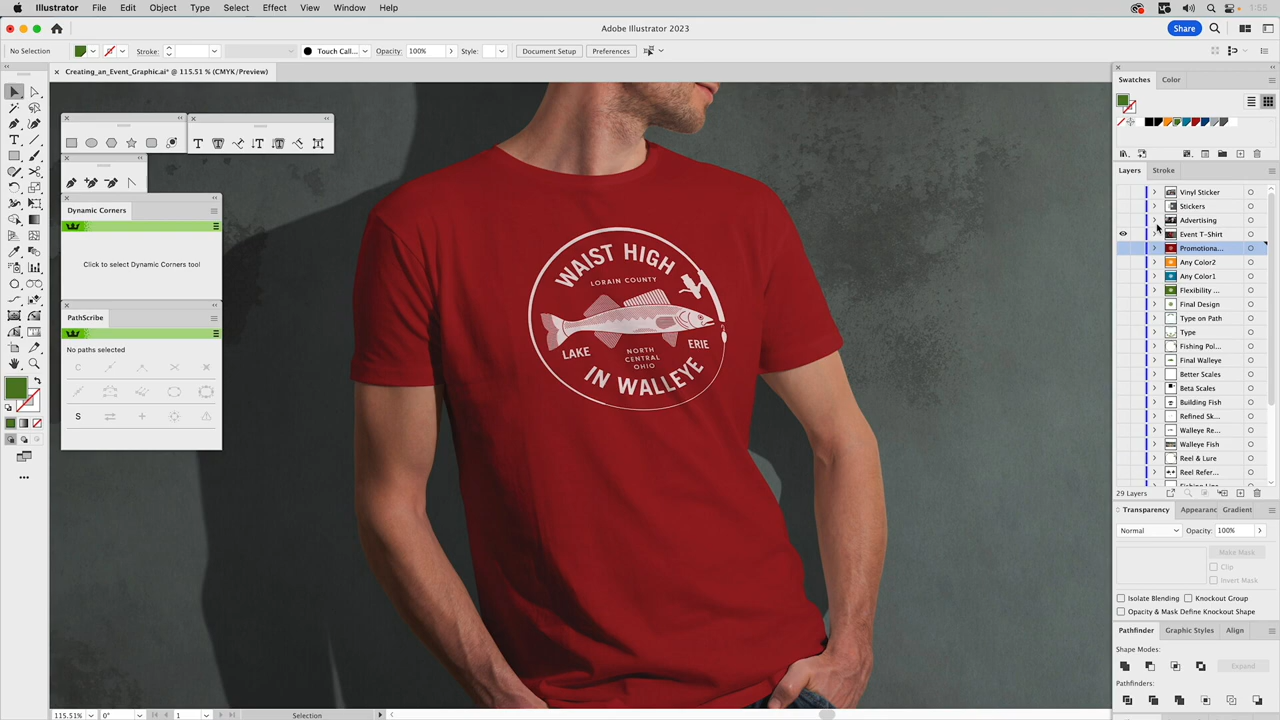 Illustrator File Edit Object Type Select Effect View Window Help 1:55
Adobe Illustrator 2023
Share
No Selection Stroke: Touch Call... Opacity: 100% Style: Document Setup Preferences
Creating_an_Event_Graphic.ai* @ 115.51 % (CMYK/Preview)
Dynamic Corners
Click to select Dynamic Corners tool
PathScribe
No paths selected
WAIST HIGH
LORAIN COUNTY
LAKE
ERIE
NORTH
CENTRAL
OHIO
IN WALLEYE
Swatches Color
Layers Stroke
Vinyl Sticker
Stickers
Advertising
Event T-Shirt
Promotiona...
Any Color2
Any Color1
Flexibility ...
Final Design
Type on Path
Type
Fishing Pol...
Final Walleye
Better Scales
Beta Scales
Building Fish
Refined Sk...
Walleye Re...
Walleye Fish
Reel & Lure
Reel Refer...
29 Layers
Transparency Appearanc Gradient
Normal Opacity: 100%
Make Mask
Clip
Invert Mask
Isolate Blending Knockout Group
Opacity & Mask Define Knockout Shape
Pathfinder Graphic Styles Align
Shape Modes:
Expand
Pathfinders:
115.51% 0° 1 Selection